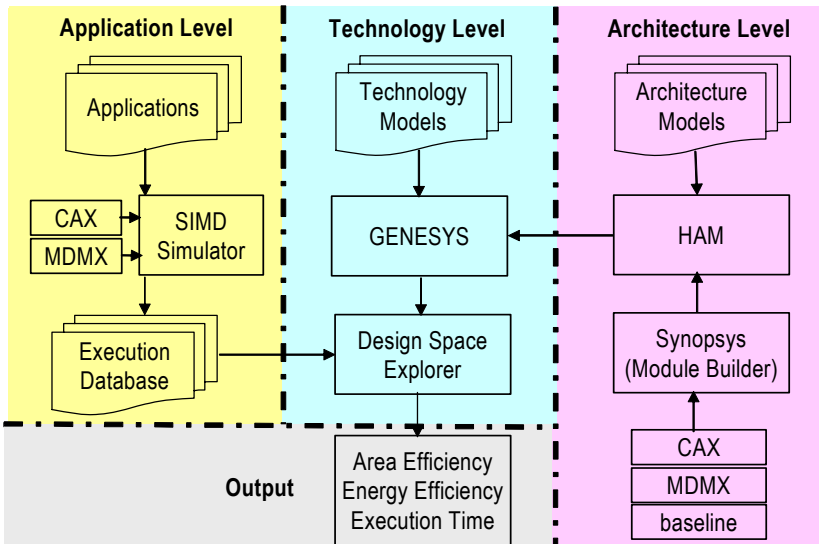 Application Level
Applications
CAX
MDMX
SIMD
Simulator
Execution
Database
Technology Level
Technology
Models
GENESYS
Design Space
Explorer
Architecture Level
Architecture
Models
HAM
Synopsys
(Module Builder)
CAX
MDMX
baseline
Output
Area Efficiency
Energy Efficiency
Execution Time